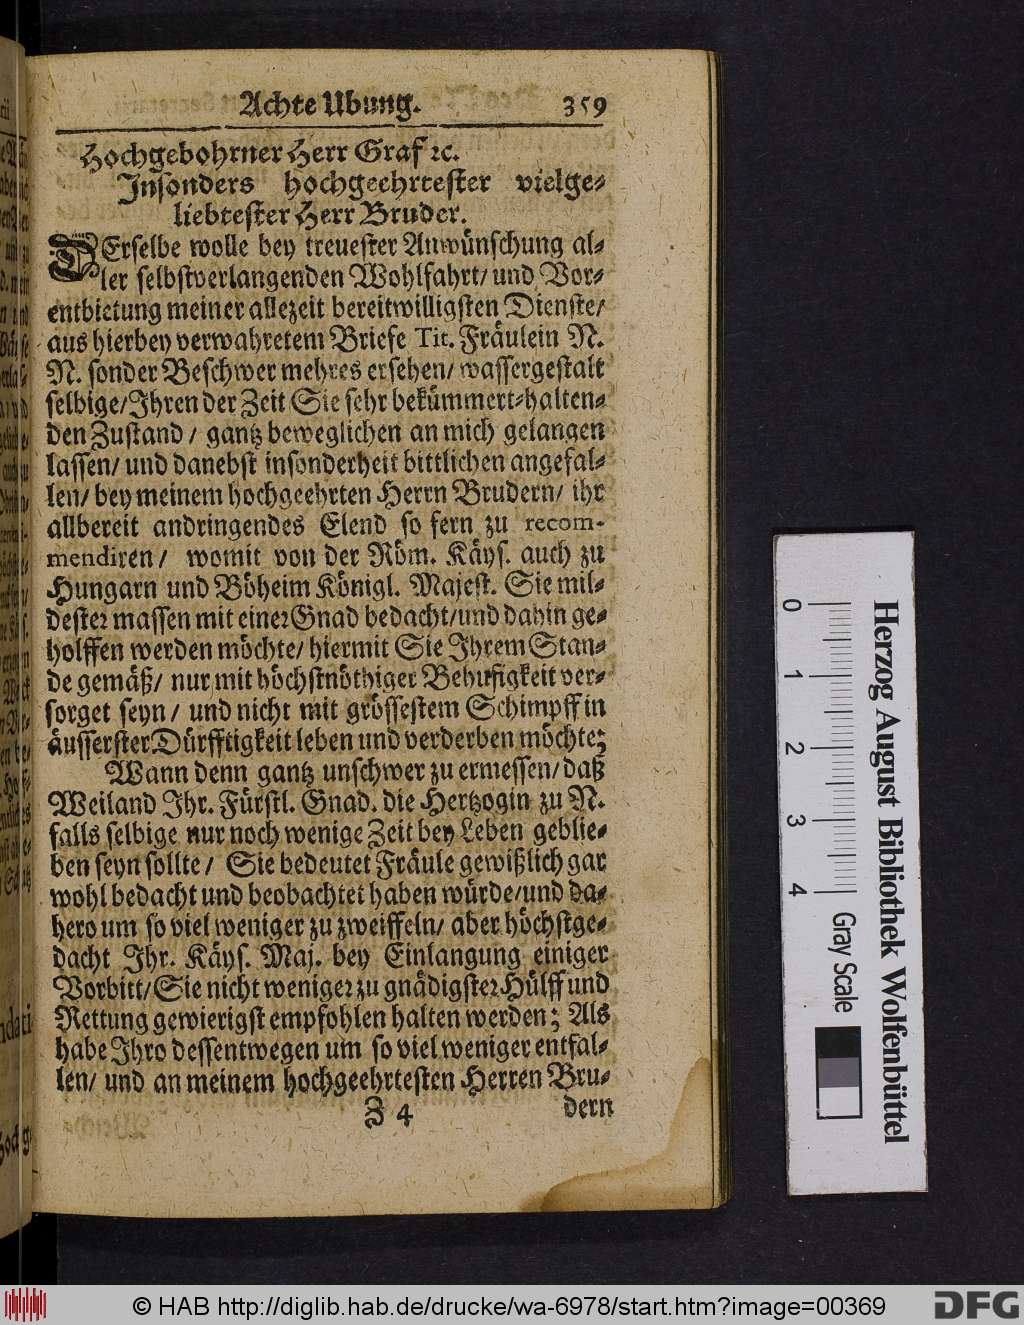 Achte Ubung. 359
Hochgebohrner Herr Graf ꝛc.
Insonders hochgeehrtester vielge-
liebtester Herr Bruder.
DErselbe wolle bey treuester Anwünschung al-
ler selbstverlangenden Wohlfahrt/ und Vor-
entbietung meiner allezeit bereitwilligsten Dienste/
aus hierbey verwahretem Briefe Tit. Fräulein N.
N. sonder Beschwer mehres ersehen/ wassergestalt
selbige/ Ihren der Zeit Sie sehr bekümmert-halten-
den Zustand/ gantz beweglichen an mich gelangen
lassen/ und danebst insonderheit bittlichen angefal-
len/ bey meinem hochgeehrten Herrn Brudern/ ihr
allbereit andringendes Elend so fern zu recom-
mendiren/ womit von der Röm. Käys. auch zu
Hungarn und Böheim Königl. Majest. Sie mil-
dester massen mit einer Gnad bedacht/ und dahin ge-
holffen werden möchte/ hiermit Sie Ihrem Stan-
de gemäß/ nur mit höchstnöthiger Behufigkeit ver-
sorget seyn/ und nicht mit grössestem Schimpff in
äusserster Dürfftigkeit leben und verderben möchte;
Wann denn gantz unschwer zu ermessen/ daß
Weiland Ihr. Fürstl. Gnad. die Hertzogin zu N.
falls selbige nur noch wenige Zeit bey Leben geblie-
ben seyn sollte/ Sie bedeutet Fräule gewißlich gar
wohl bedacht und beobachtet haben würde/ und da-
hero um so viel weniger zu zweiffeln/ aber höchstge-
dacht Ihr. Käys. Maj. bey Einlangung einiger
Vorbitt/ Sie nicht weniger zu gnädigster Hülff und
Rettung gewierigst empfohlen halten werden; Als
habe Ihro dessentwegen um so viel weniger entfal-
len/ und an meinem hochgeehrtesten Herren Bru-
Z 4 dern
Herzog August Bibliothek Wolfenbüttel
0 1 2 3 4 Gray Scale
© HAB http://diglib.hab.de/drucke/wa-6978/start.htm?image=00369 DFG